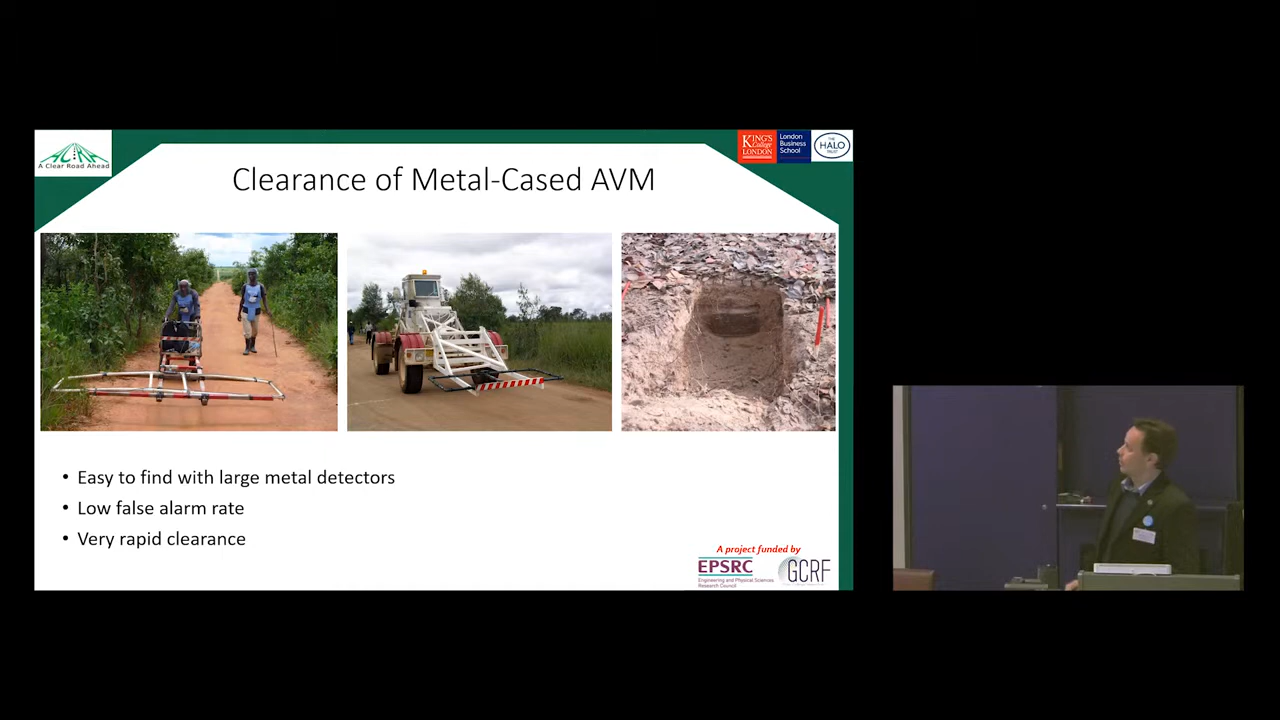 A Clear Road Ahead
KING'S
College
LONDON
London
Business
School
THE
HALO
TRUST
Clearance of Metal-Cased AVM
• Easy to find with large metal detectors
• Low false alarm rate
• Very rapid clearance
A project funded by
EPSRC
Engineering and Physical Sciences
Research Council
GCRF